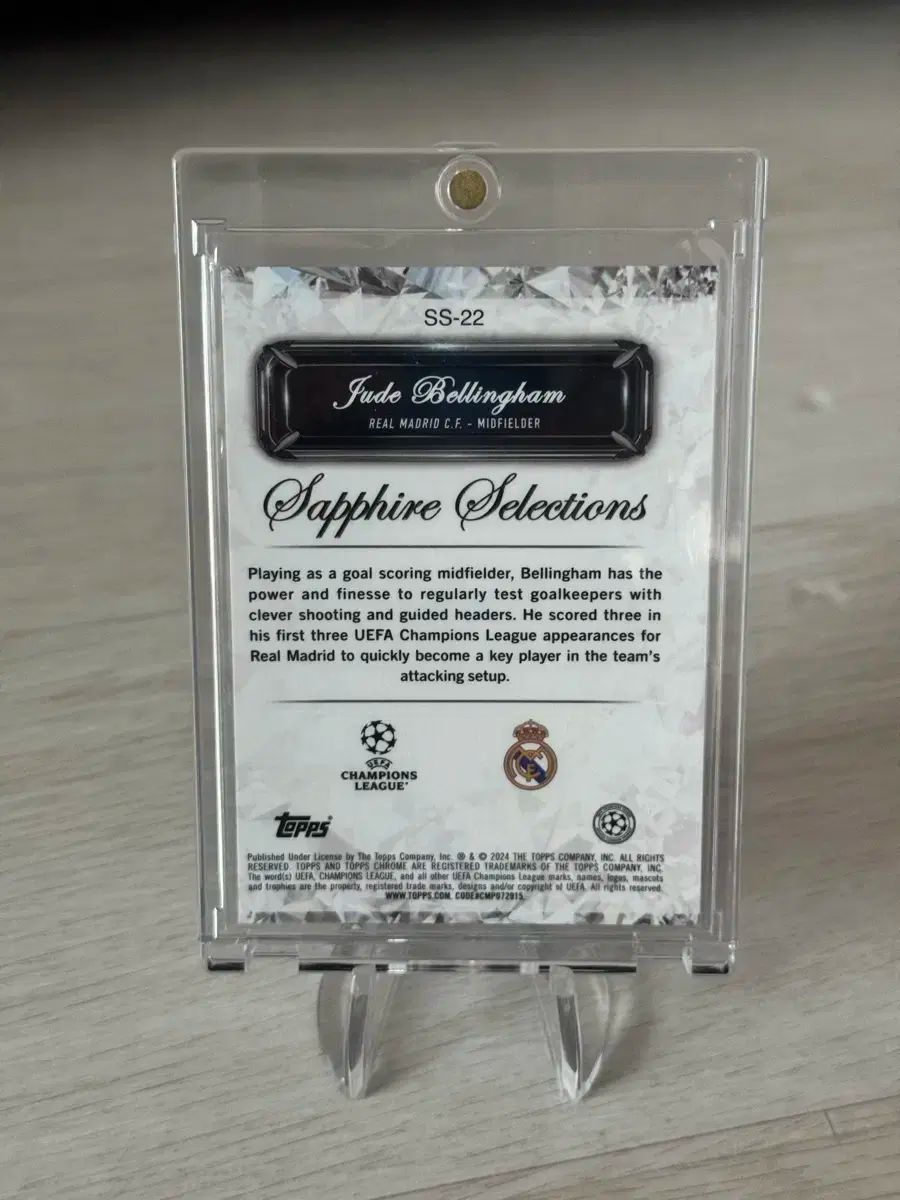 SS-22
Jude Bellingham
REAL MADRID C.F. - MIDFIELDER
Sapphire Selections
Playing as a goal scoring midfielder, Bellingham has the
power and finesse to regularly test goalkeepers with
clever shooting and guided headers. He scored three in
his first three UEFA Champions League appearances for
Real Madrid to quickly become a key player in the team's
attacking setup.
UEFA
CHAMPIONS
LEAGUE
Topps
Published Under License by The Topps Company, Inc. ® & © 2024 THE TOPPS COMPANY, INC. ALL RIGHTS
RESERVED. TOPPS AND TOPPS CHROME ARE REGISTERED TRADEMARKS OF THE TOPPS COMPANY, INC.
The word(s) UEFA, CHAMPIONS LEAGUE, and all other UEFA Champions League marks, names, logos, mascots
and trophies are the property, registered trade marks, designs and/or copyright of UEFA. All rights reserved.
WWW.TOPPS.COM. CODE#CMP072915.